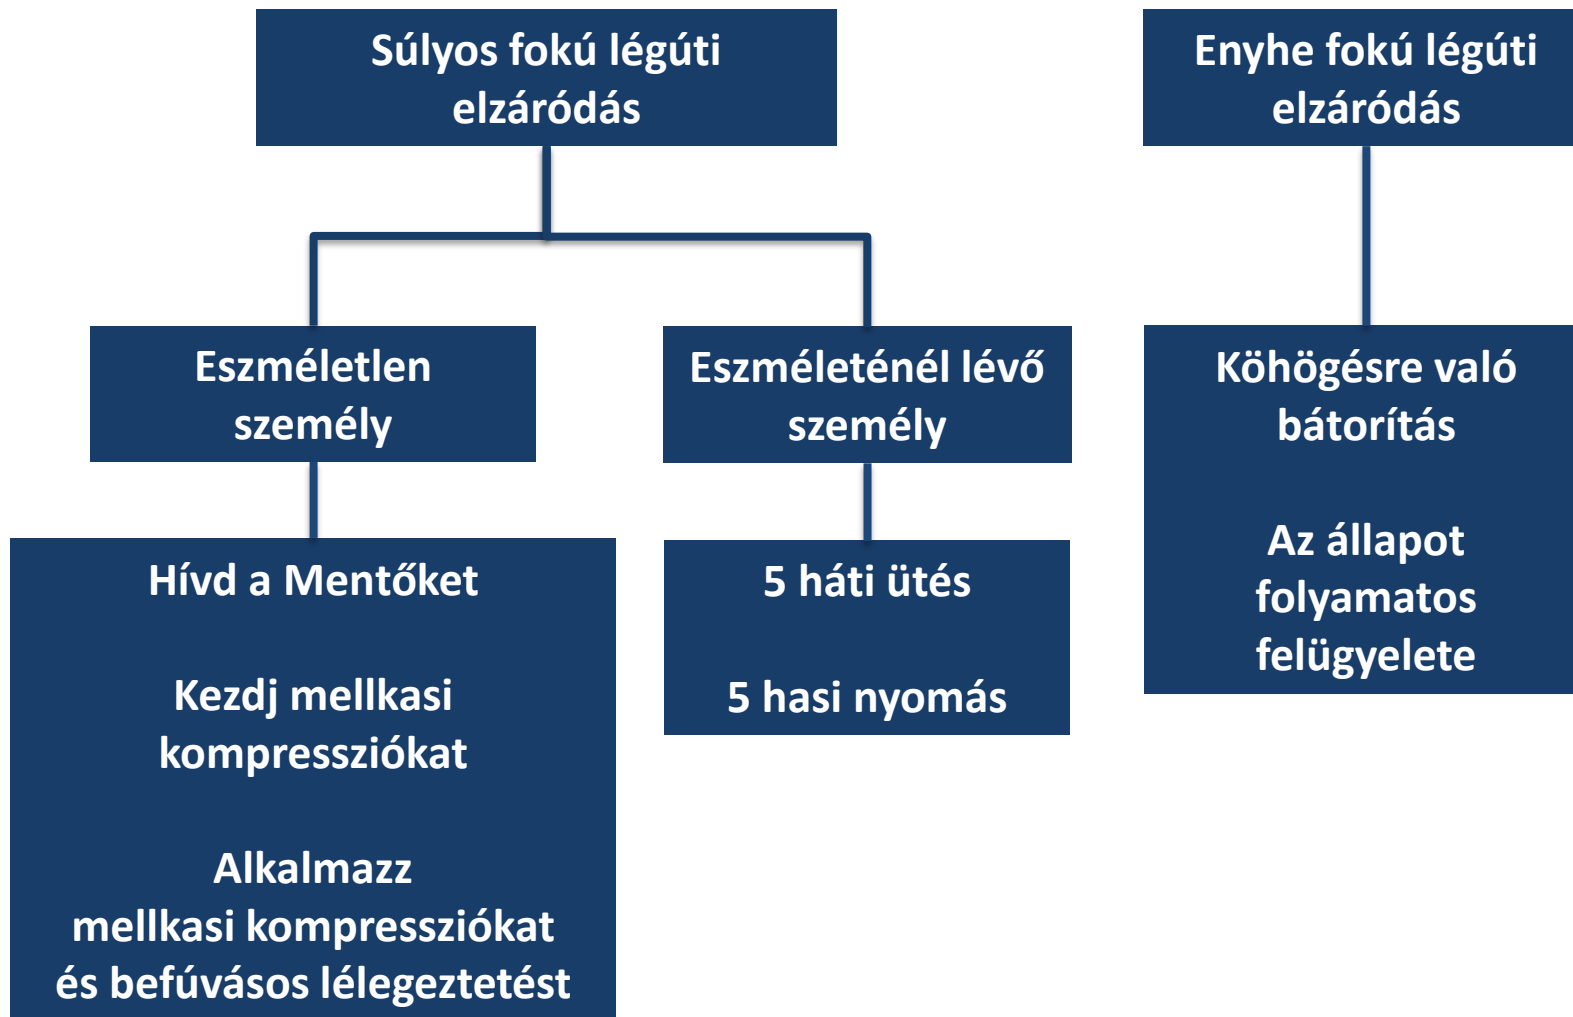 Súlyos fokú légúti
elzáródás
Enyhe fokú légúti
elzáródás
Eszméletlen
személy
Eszméleténél lévő
személy
Köhögésre való
bátorítás
Az állapot
folyamatos
felügyelete
Hívd a Mentőket
Kezdj mellkasi
kompressziókat
Alkalmazz
mellkasi kompressziókat
és befúvásos lélegeztetést
5 háti ütés
5 hasi nyomás